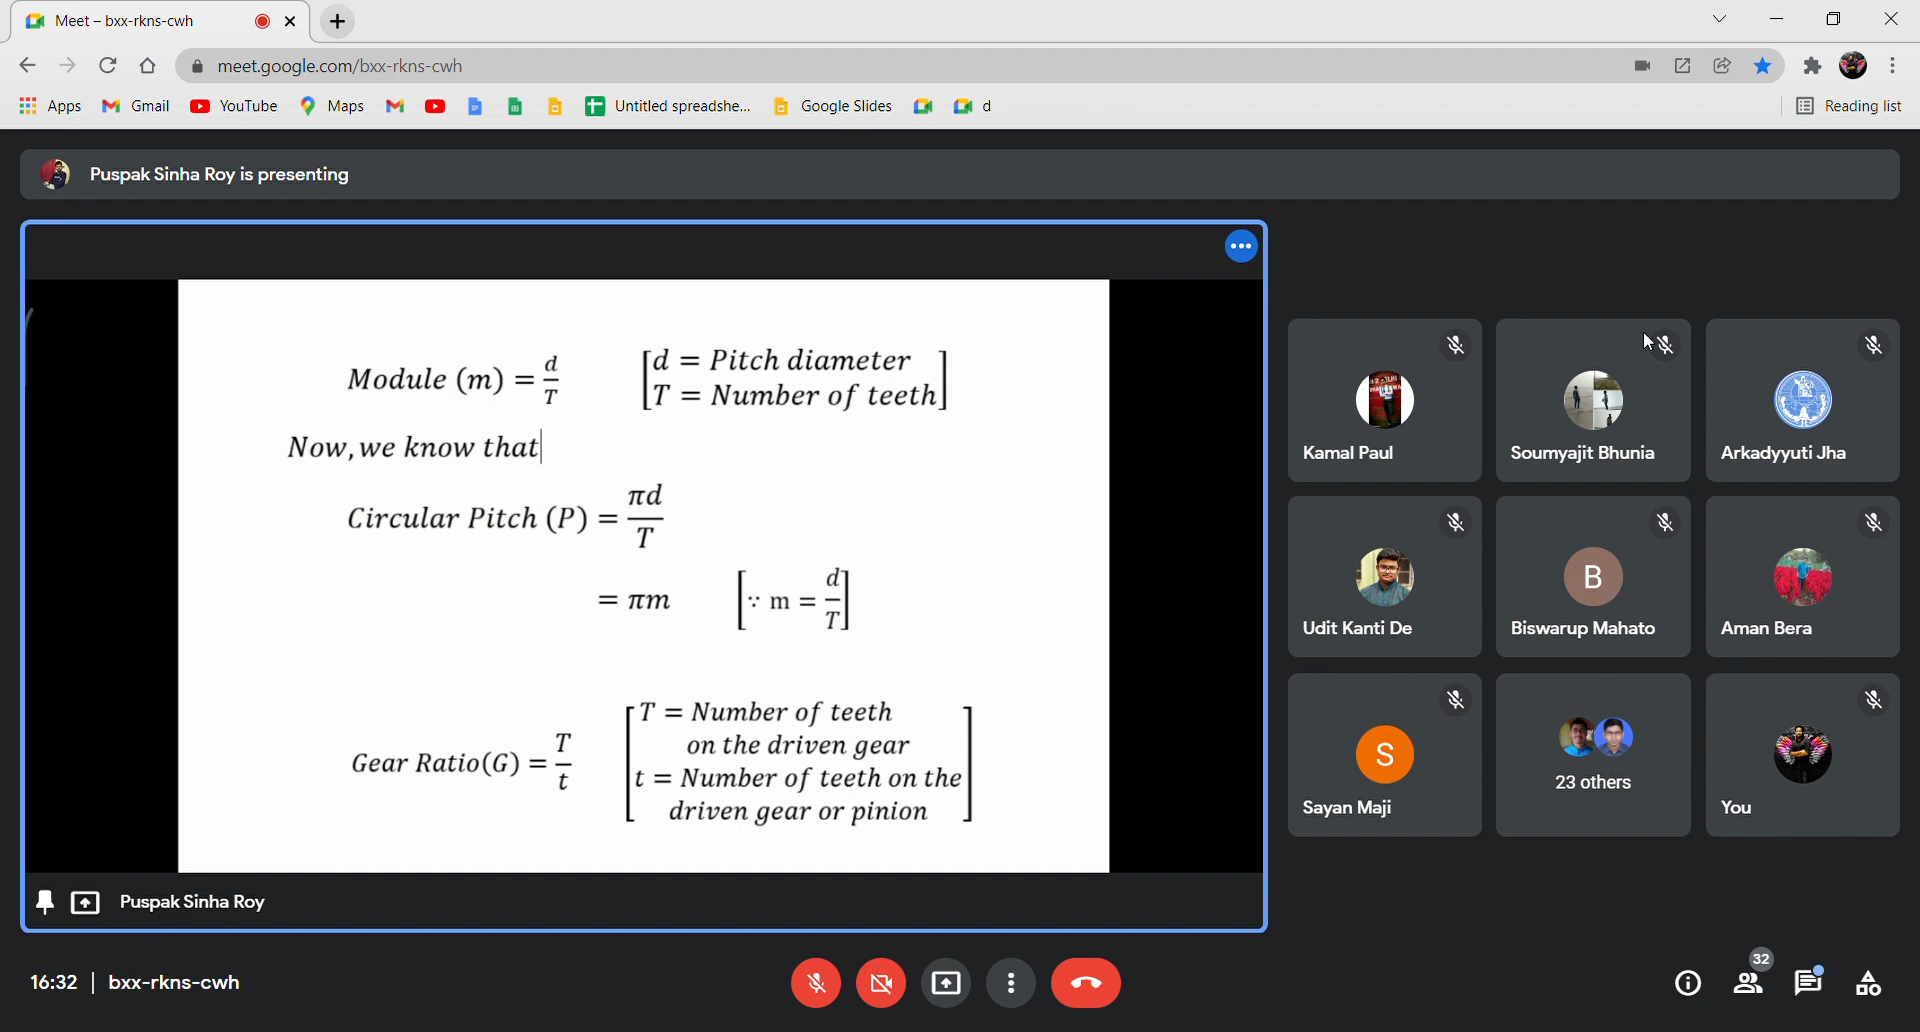 Meet – bxx-rkns-cwh
meet.google.com/bxx-rkns-cwh
Apps Gmail YouTube Maps Untitled spreadshe... Google Slides d Reading list
Puspak Sinha Roy is presenting
Module (m) = d/T [d = Pitch diameter
T = Number of teeth]
Now, we know that
Circular Pitch (P) = πd/T
= πm [∵ m = d/T]
Gear Ratio(G) = T/t [T = Number of teeth
on the driven gear
t = Number of teeth on the
driven gear or pinion]
Puspak Sinha Roy
Kamal Paul
Soumyajit Bhunia
Arkadyyuti Jha
Udit Kanti De
B
Biswarup Mahato
Aman Bera
S
Sayan Maji
23 others
You
16:32 | bxx-rkns-cwh
32